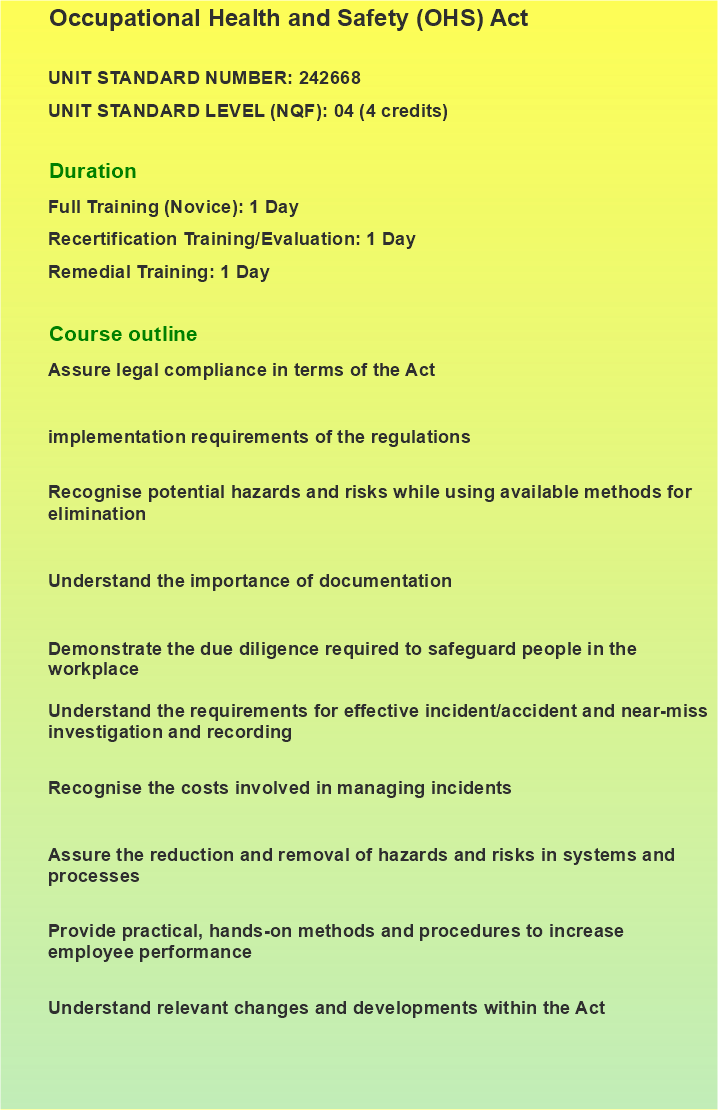 Occupational Health and Safety (OHS) Act
UNIT STANDARD NUMBER: 242668
UNIT STANDARD LEVEL (NQF): 04 (4 credits)
Duration
Full Training (Novice): 1 Day
Recertification Training/Evaluation: 1 Day
Remedial Training: 1 Day
Course outline
Assure legal compliance in terms of the Act
implementation requirements of the regulations
Recognise potential hazards and risks while using available methods for
elimination
Understand the importance of documentation
Demonstrate the due diligence required to safeguard people in the
workplace
Understand the requirements for effective incident/accident and near-miss
investigation and recording
Recognise the costs involved in managing incidents
Assure the reduction and removal of hazards and risks in systems and
processes
Provide practical, hands-on methods and procedures to increase
employee performance
Understand relevant changes and developments within the Act